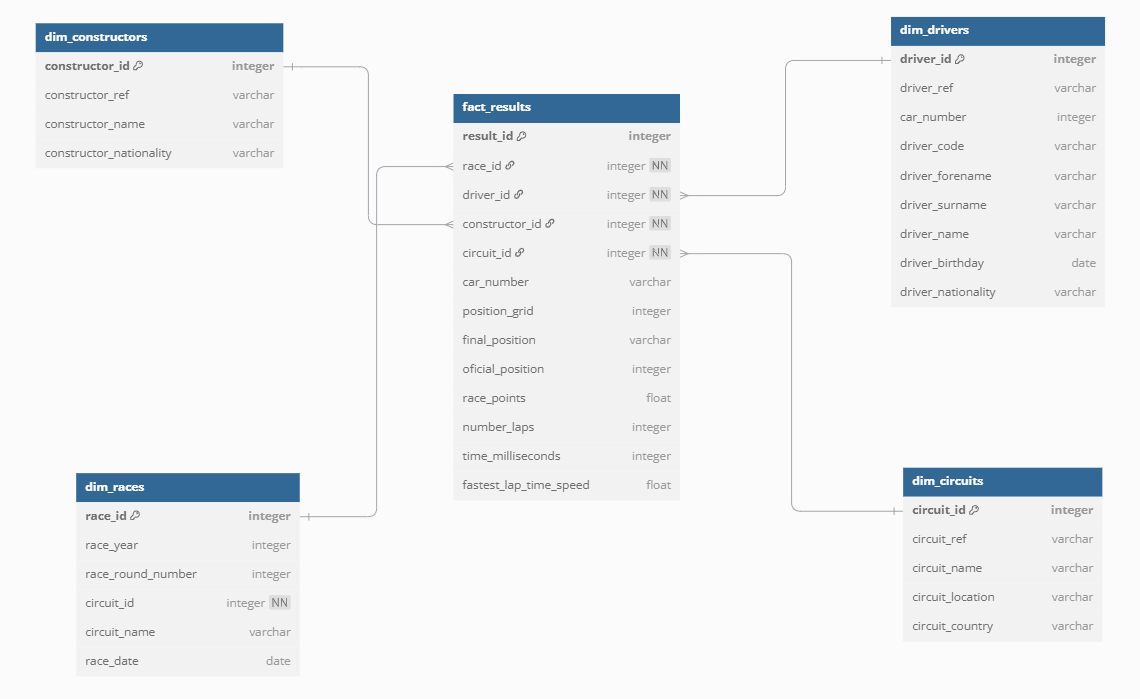 dim_constructors
constructor_id integer
constructor_ref varchar
constructor_name varchar
constructor_nationality varchar
fact_results
result_id integer
race_id integer NN
driver_id integer NN
constructor_id integer NN
circuit_id integer NN
car_number varchar
position_grid integer
final_position varchar
oficial_position integer
race_points float
number_laps integer
time_milliseconds integer
fastest_lap_time_speed float
dim_drivers
driver_id integer
driver_ref varchar
car_number integer
driver_code varchar
driver_forename varchar
driver_surname varchar
driver_name varchar
driver_birthday date
driver_nationality varchar
dim_races
race_id integer
race_year integer
race_round_number integer
circuit_id integer NN
circuit_name varchar
race_date date
dim_circuits
circuit_id integer
circuit_ref varchar
circuit_name varchar
circuit_location varchar
circuit_country varchar